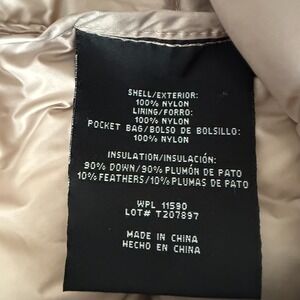 SHELL/EXTERIOR:
100% NYLON
LINING/FORRO:
100% NYLON
POCKET BAG/BOLSO DE BOLSILLO:
100% NYLON
INSULATION/INSULACIÓN:
90% DOWN/90% PLUMÓN DE PATO
10% FEATHERS/10% PLUMAS DE PATO
WPL 11590
LOT# T207897
MADE IN CHINA
HECHO EN CHINA